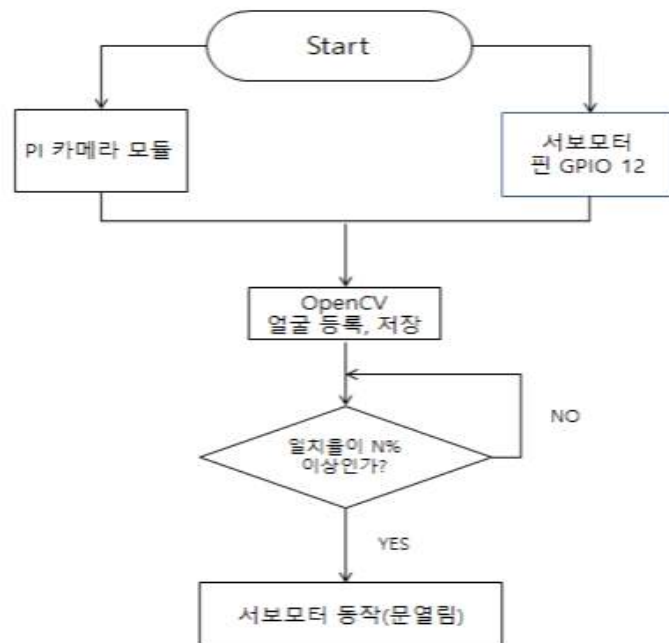 Start
PI 카메라 모듈
서보모터
핀 GPIO 12
OpenCV
얼굴 등록, 저장
일치율이 N%
이상인가?
NO
YES
서보모터 동작(문열림)